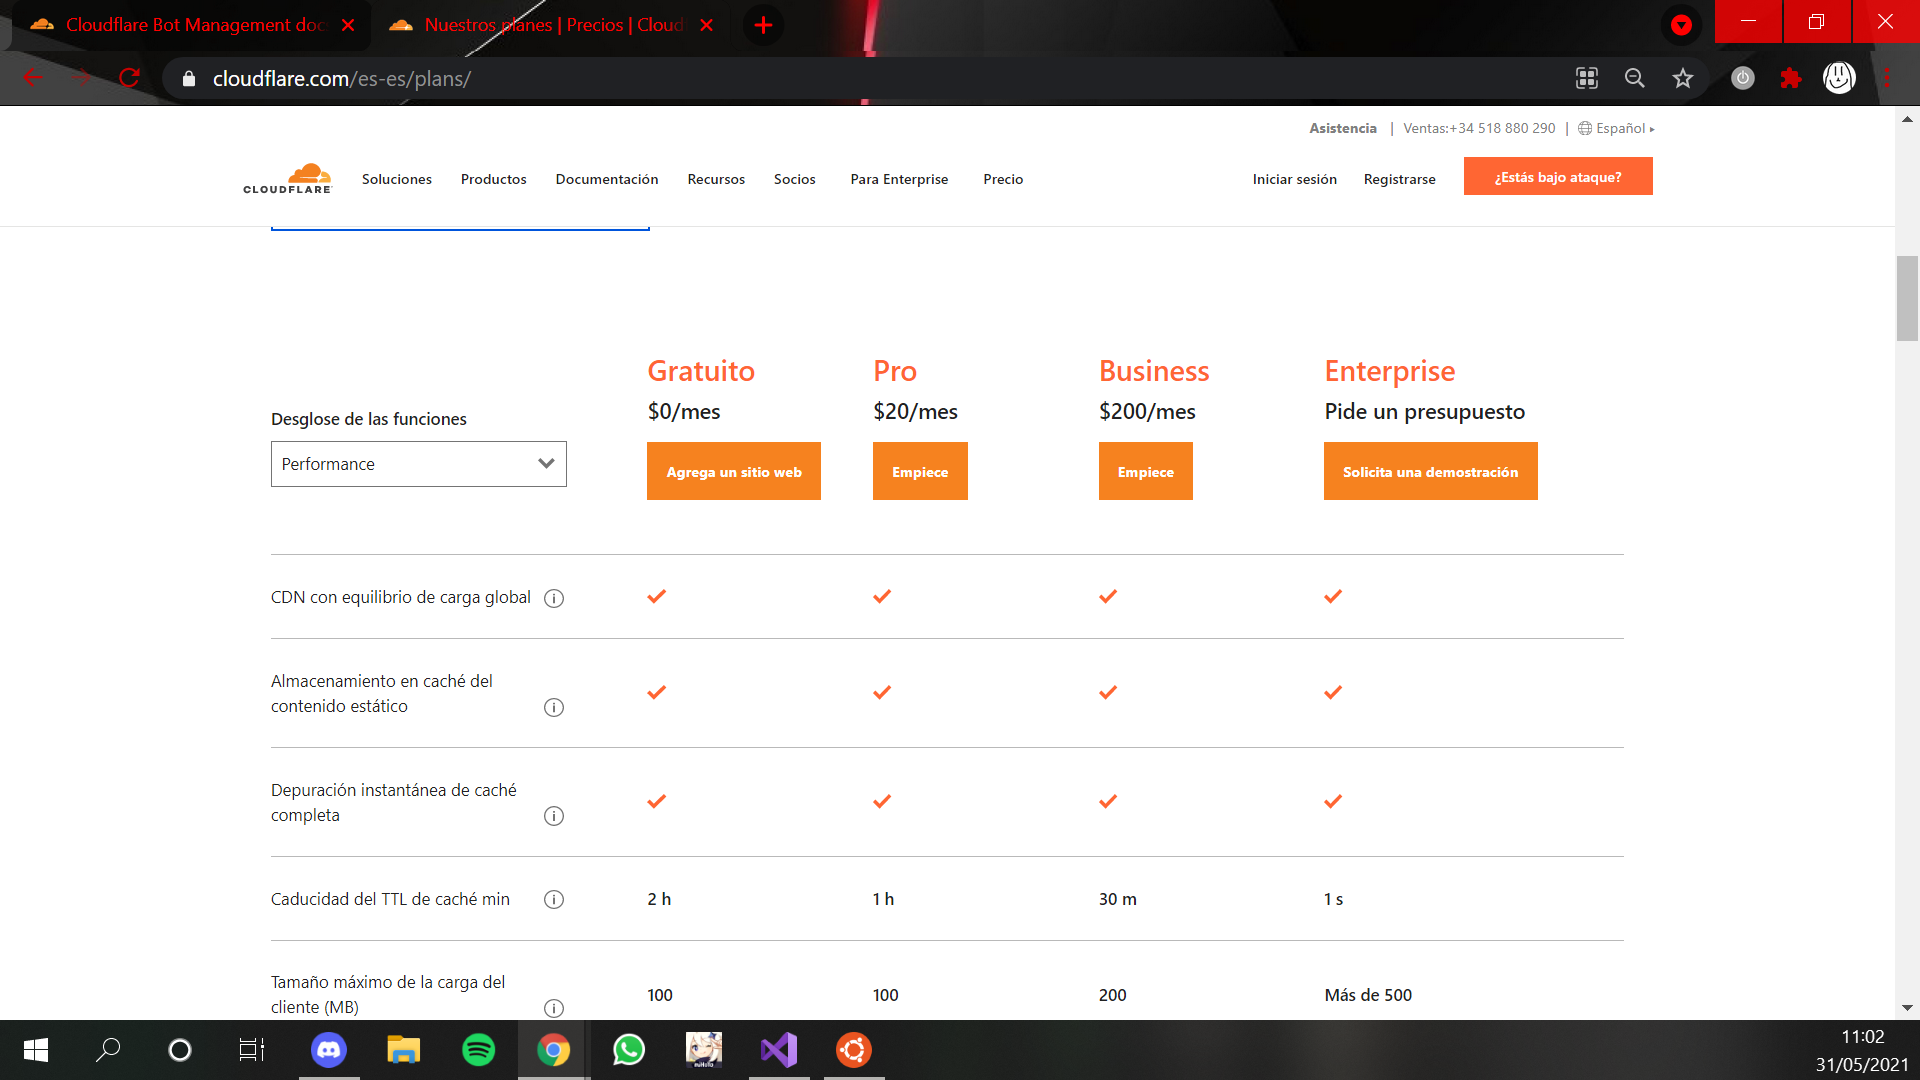 Cloudflare Bot Management doc
Nuestros planes | Precios | Cloud
cloudflare.com/es-es/plans/
Asistencia | Ventas:+34 518 880 290 | Español
CLOUDFLARE
Soluciones
Productos
Documentación
Recursos
Socios
Para Enterprise
Precio
Iniciar sesión
Registrarse
¿Estás bajo ataque?
Desglose de las funciones
Performance
Gratuito
$0/mes
Agrega un sitio web
Pro
$20/mes
Empiece
Business
$200/mes
Empiece
Enterprise
Pide un presupuesto
Solicita una demostración
CDN con equilibrio de carga global
Almacenamiento en caché del
contenido estático
Depuración instantánea de caché
completa
Caducidad del TTL de caché min
2 h
1 h
30 m
1 s
Tamaño máximo de la carga del
cliente (MB)
100
100
200
Más de 500
miHoYo
11:02
31/05/2021